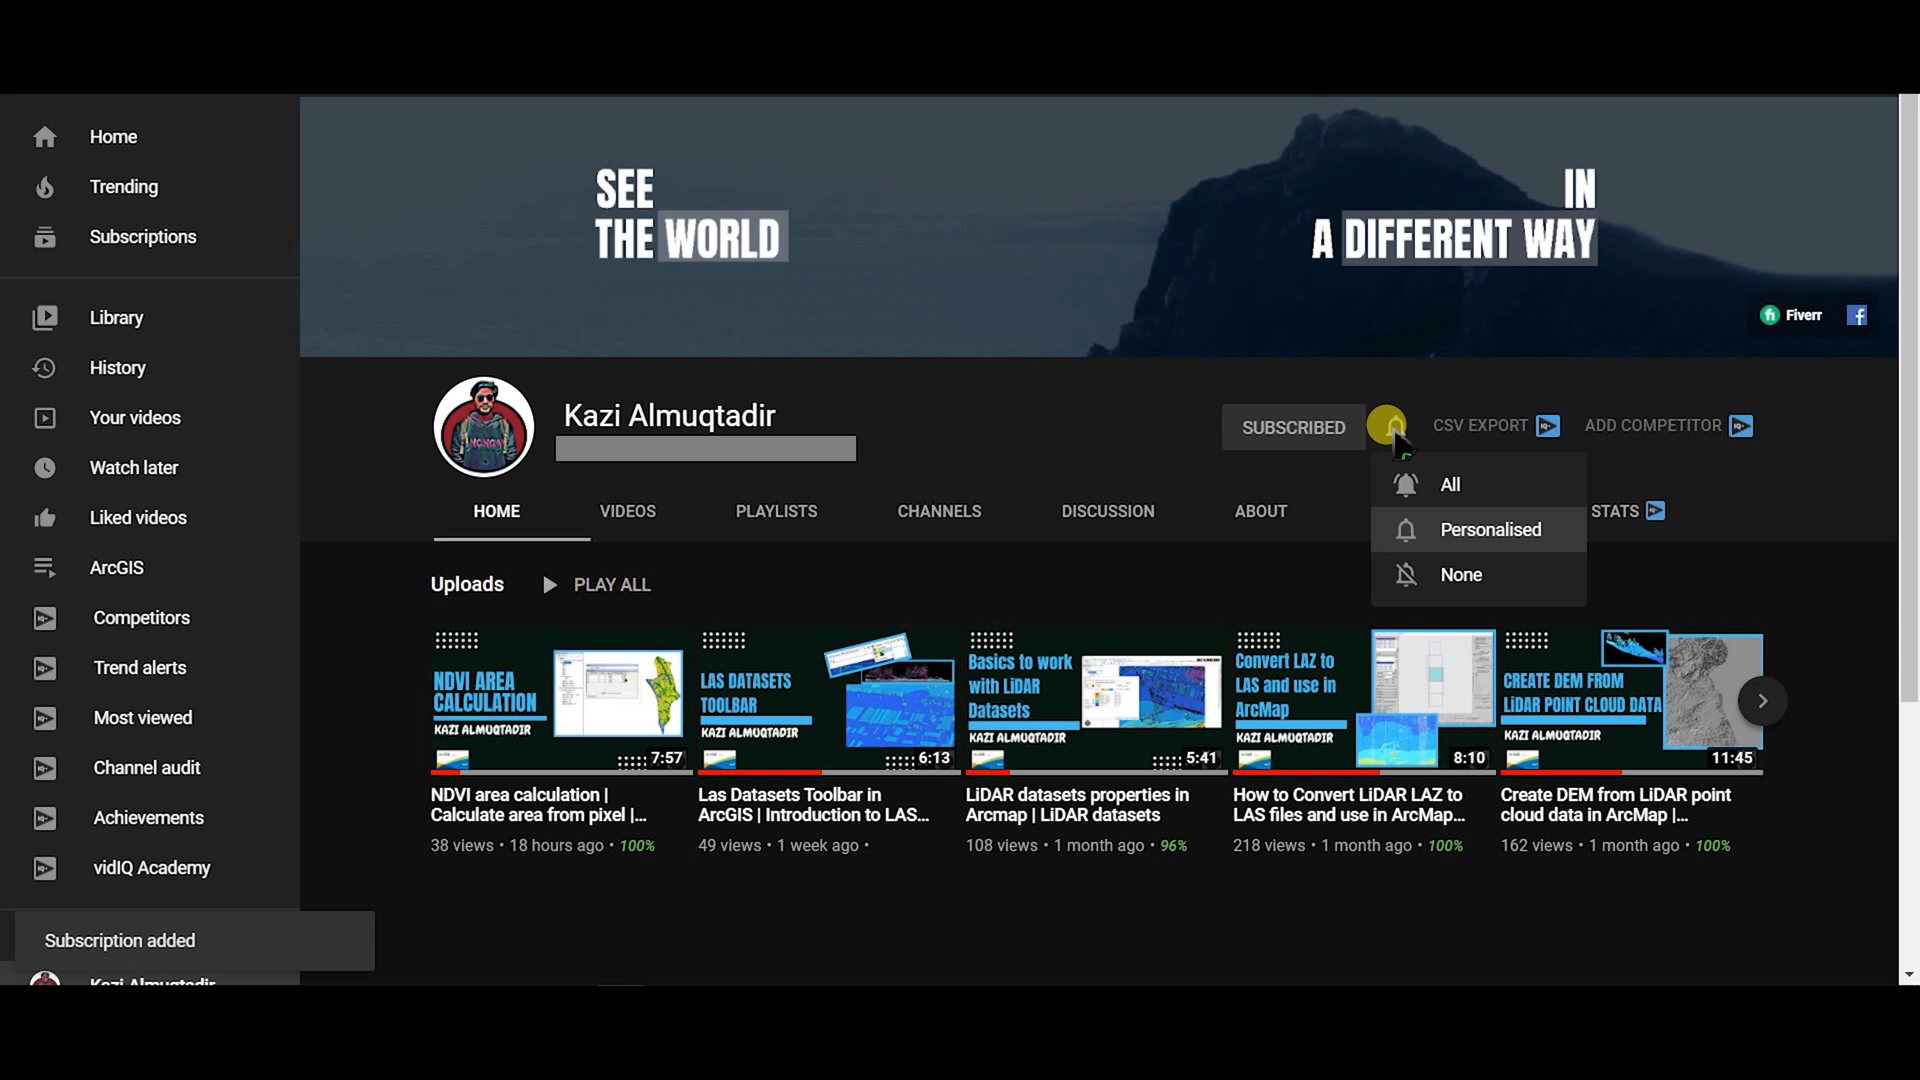 Home
Trending
Subscriptions
Library
History
Your videos
Watch later
Liked videos
ArcGIS
Competitors
Trend alerts
Most viewed
Channel audit
Achievements
vidIQ Academy
Subscription added
Kazi Almuqtadir
SEE
THE WORLD
IN
A DIFFERENT WAY
Fiverr
Kazi Almuqtadir
SUBSCRIBED
CSV EXPORT
ADD COMPETITOR
All
Personalised
None
HOME VIDEOS PLAYLISTS CHANNELS DISCUSSION ABOUT STATS
Uploads PLAY ALL
NDVI AREA
CALCULATION
KAZI ALMUQTADIR
7:57
NDVI area calculation |
Calculate area from pixel |...
38 views • 18 hours ago • 100%
LAS DATASETS
TOOLBAR
KAZI ALMUQTADIR
6:13
Las Datasets Toolbar in
ArcGIS | Introduction to LAS...
49 views • 1 week ago •
Basics to work
with LiDAR
Datasets
KAZI ALMUQTADIR
5:41
LiDAR datasets properties in
Arcmap | LiDAR datasets
108 views • 1 month ago • 96%
Convert LAZ to
LAS and use in
ArcMap
KAZI ALMUQTADIR
8:10
How to Convert LiDAR LAZ to
LAS files and use in ArcMap...
218 views • 1 month ago • 100%
CREATE DEM FROM
LiDAR POINT CLOUD DATA
KAZI ALMUQTADIR
11:45
Create DEM from LiDAR point
cloud data in ArcMap |...
162 views • 1 month ago • 100%